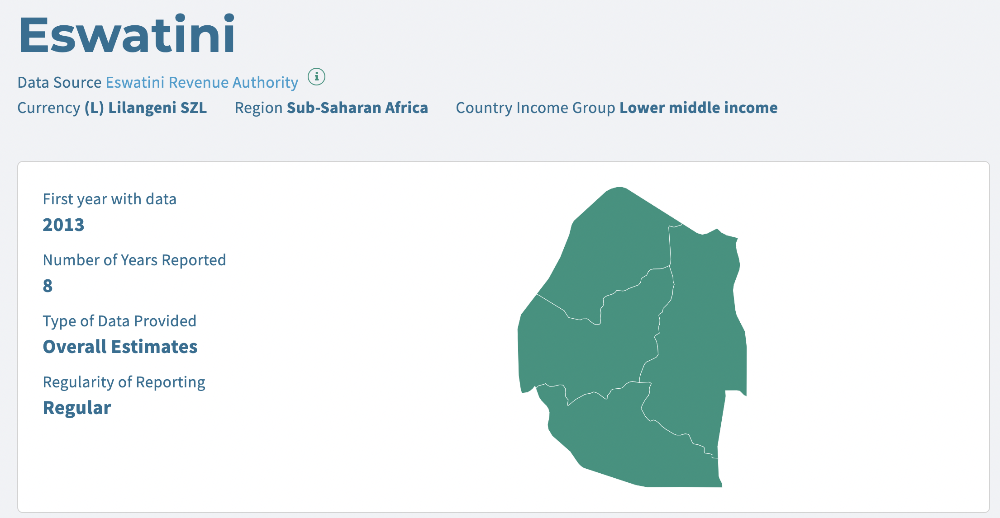 Eswatini
Data Source Eswatini Revenue Authority i
Currency (L) Lilangeni SZL Region Sub-Saharan Africa Country Income Group Lower middle income
First year with data
2013
Number of Years Reported
8
Type of Data Provided
Overall Estimates
Regularity of Reporting
Regular